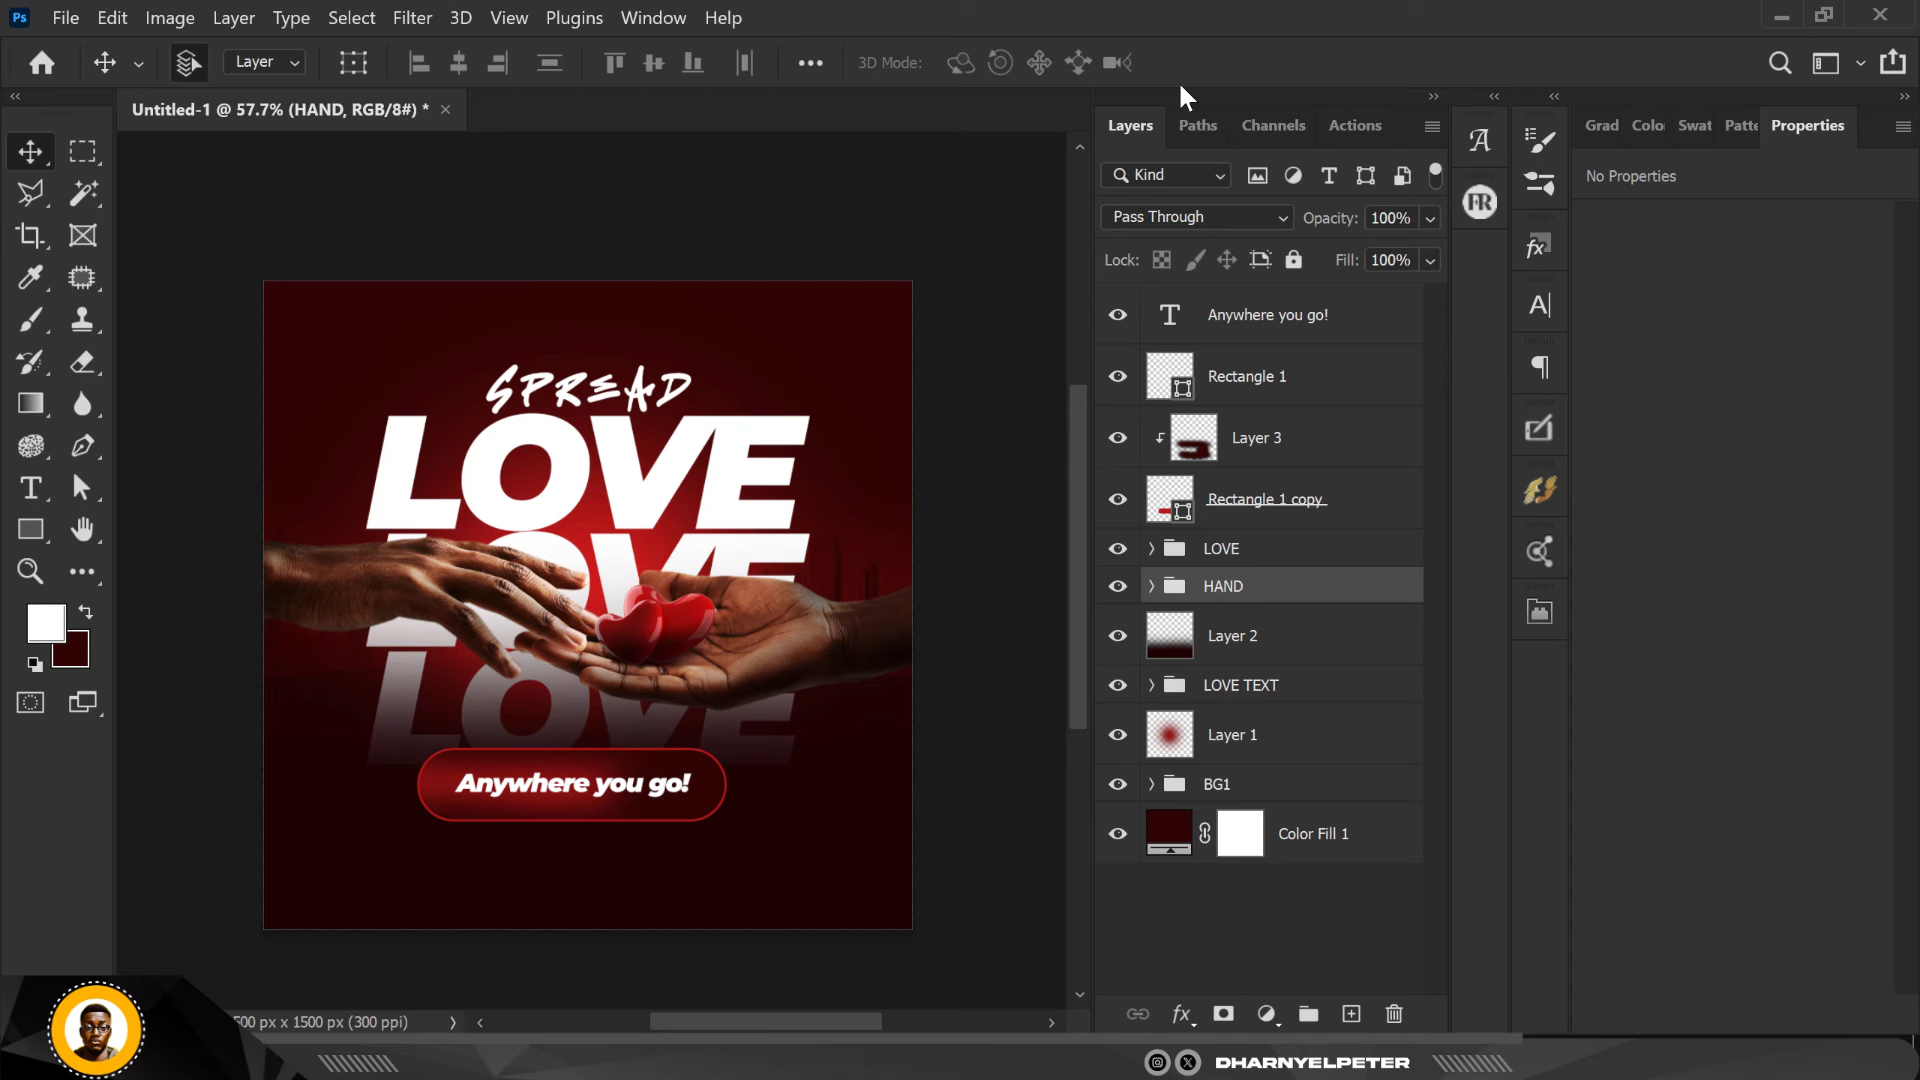 Ps File Edit Image Layer Type Select Filter 3D View Plugins Window Help
Layer 3D Mode:
Untitled-1 @ 57.7% (HAND, RGB/8#) *
Layers Paths Channels Actions
Grad Colo Swat Patte Properties
Kind
No Properties
Pass Through Opacity: 100%
Lock: Fill: 100%
Anywhere you go!
Rectangle 1
Layer 3
Rectangle 1 copy
LOVE
HAND
Layer 2
LOVE TEXT
Layer 1
BG1
Color Fill 1
SPREAD
LOVE
LOVE
LOVE
Anywhere you go!
500 px x 1500 px (300 ppi)
DHARNYELPETER